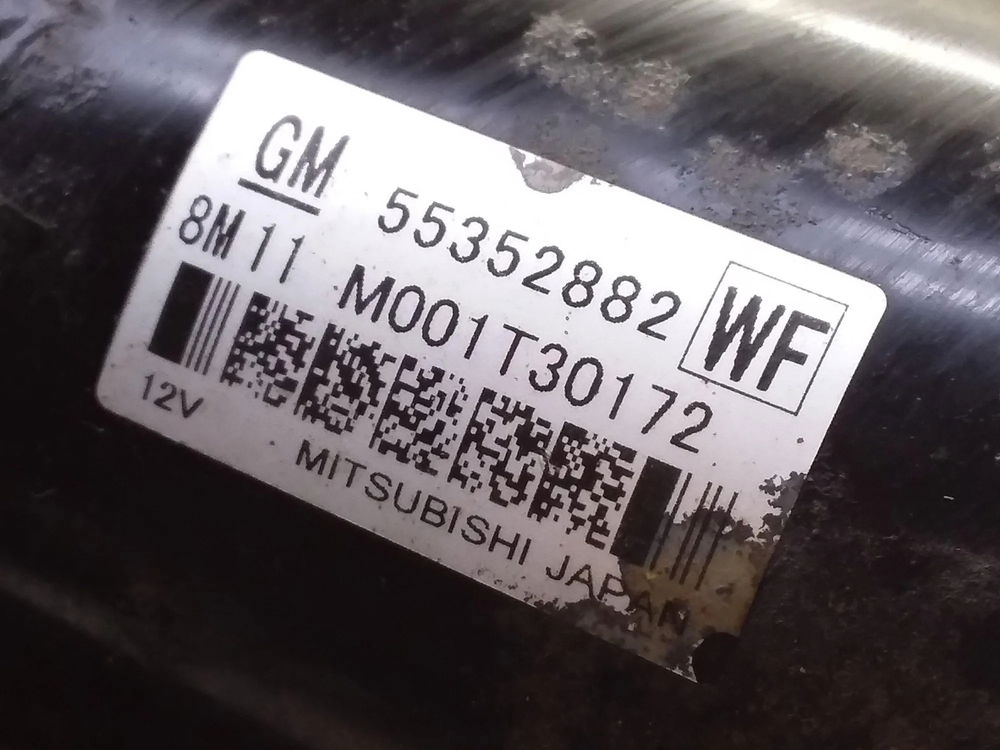 GM 55352882
WF
8M 11 M001T30172
12V
MITSUBISHI JAPAN